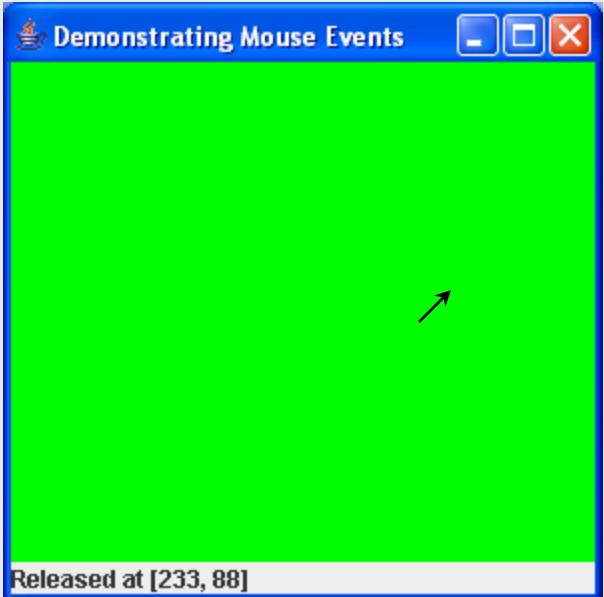 Demonstrating Mouse Events
Released at [233, 88]